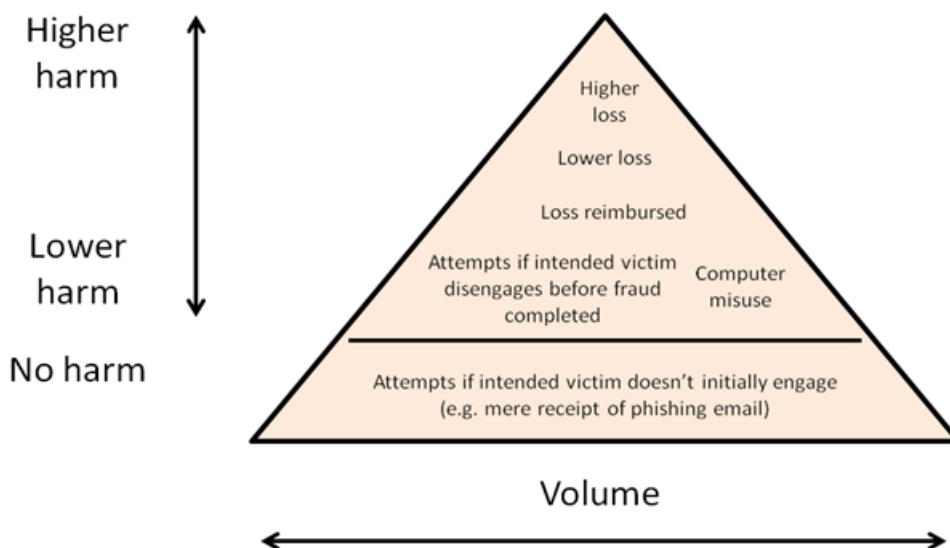 Higher
harm
Lower
harm
No harm
Higher
loss
Lower loss
Loss reimbursed
Attempts if intended victim
disengages before fraud
completed
Computer
misuse
Attempts if intended victim doesn't initially engage
(e.g. mere receipt of phishing email)
Volume